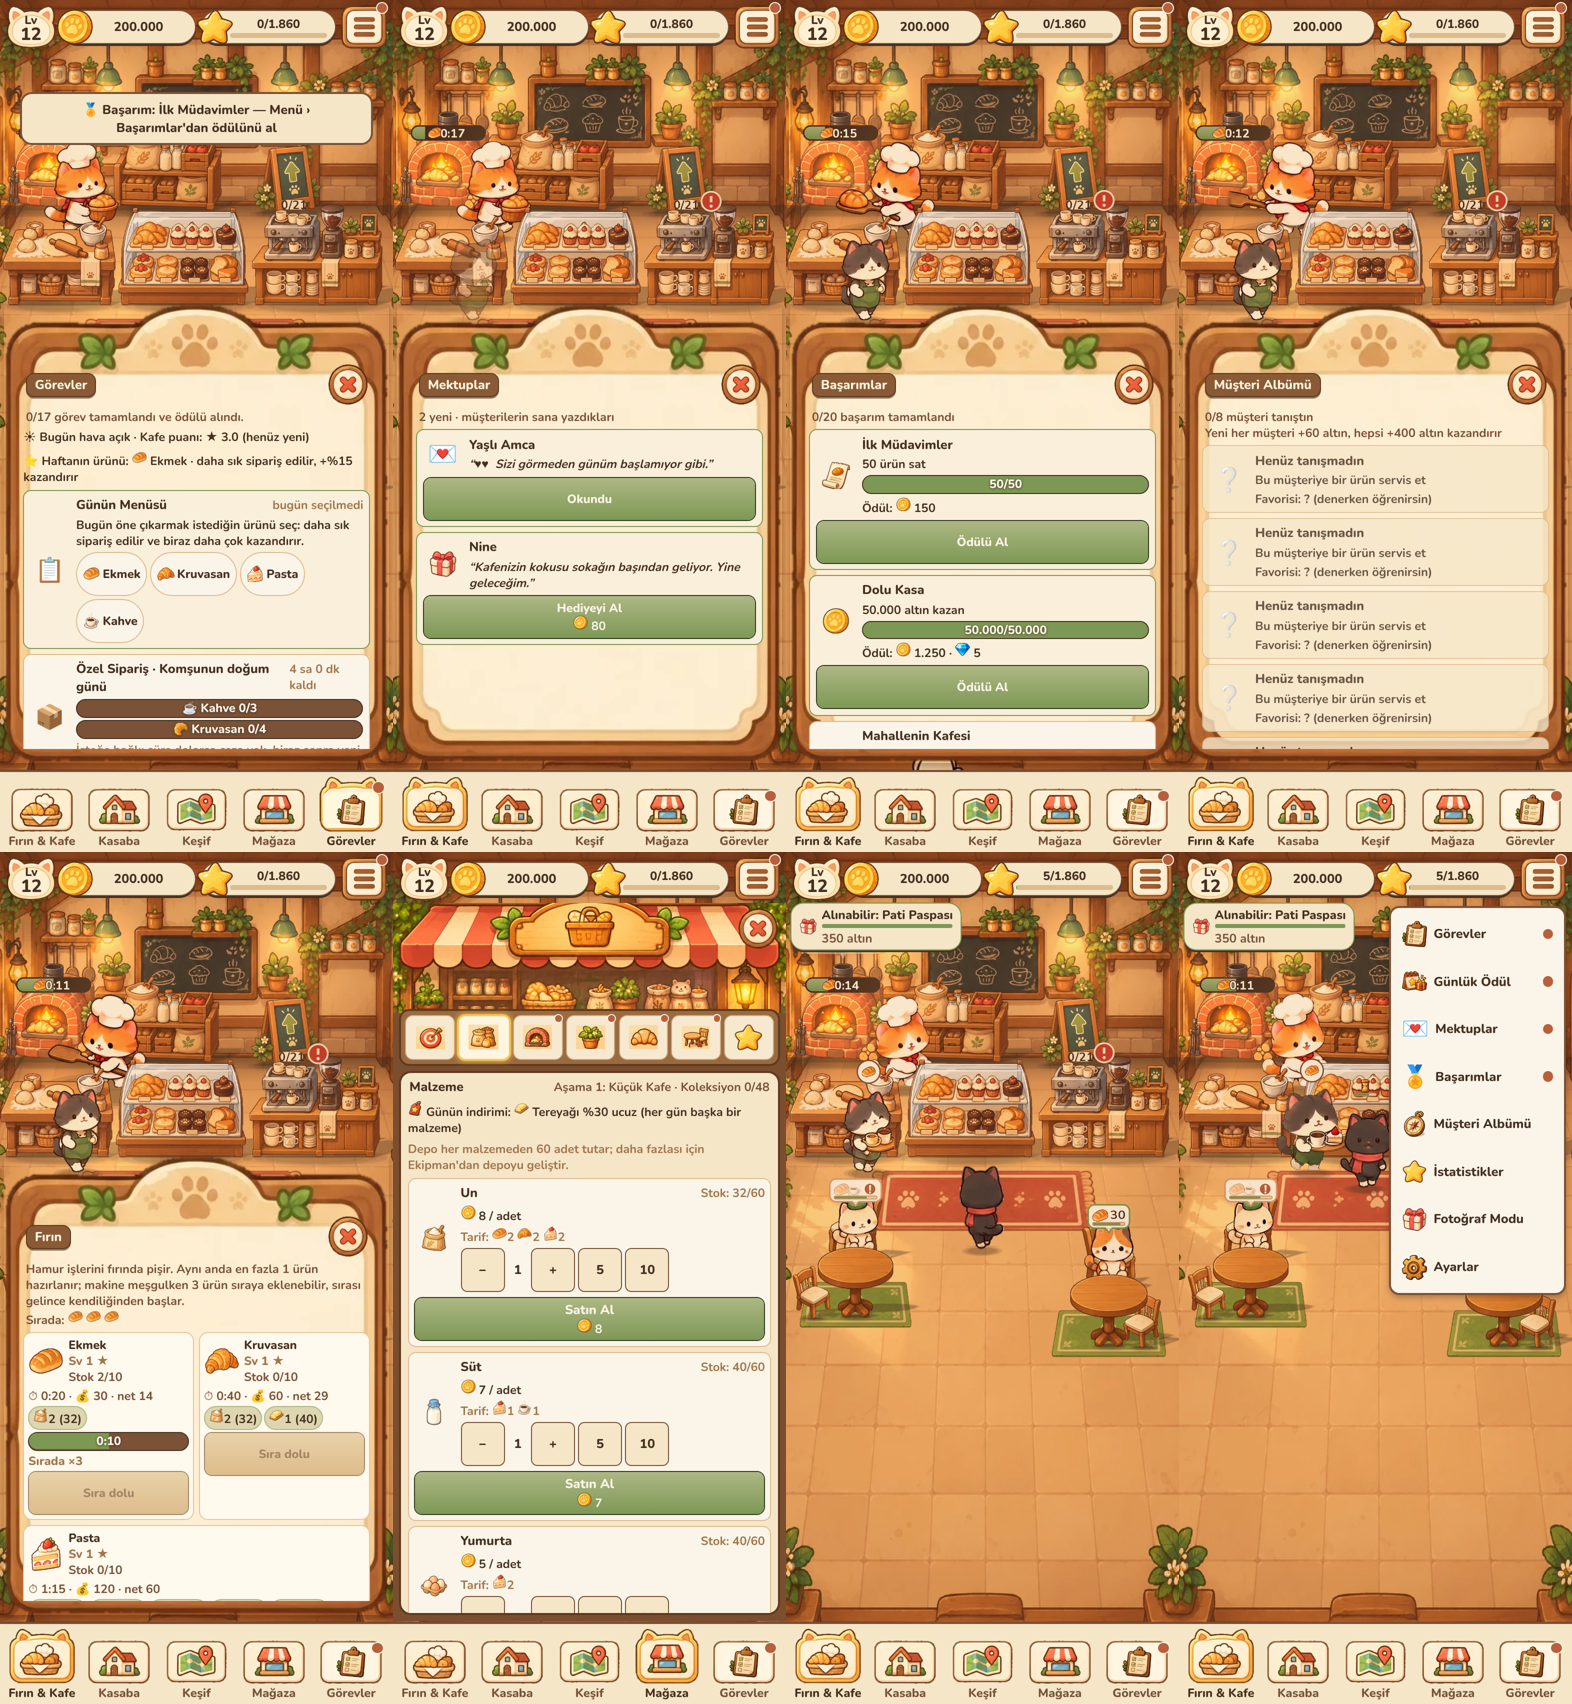 Lv
12
200.000
0/1.860
🏅 Başarım: İlk Müdavimler — Menü ›
Başarımlar'dan ödülünü al
0/21
Görevler
0/17 görev tamamlandı ve ödülü alındı.
☀ Bugün hava açık · Kafe puanı: ★ 3.0 (henüz yeni)
⭐ Haftanın ürünü: Ekmek · daha sık sipariş edilir, +%15
kazandırır
Günün Menüsü
bugün seçilmedi
Bugün öne çıkarmak istediğin ürünü seç: daha sık
sipariş edilir ve biraz daha çok kazandırır.
Ekmek
Kruvasan
Pasta
Kahve
Özel Sipariş · Komşunun doğum
günü
4 sa 0 dk
kaldı
Kahve 0/3
Kruvasan 0/4
Fırın & Kafe
Kasaba
Keşif
Mağaza
Görevler
Lv
12
200.000
0/1.860
0:17
0/21
!
Mektuplar
2 yeni · müşterilerin sana yazdıkları
Yaşlı Amca
“♥♥ Sizi görmeden günüm başlamıyor gibi.”
Okundu
Nine
“Kafenizin kokusu sokağın başından geliyor. Yine
geleceğim.”
Hediyeyi Al
80
Fırın & Kafe
Kasaba
Keşif
Mağaza
Görevler
Lv
12
200.000
0/1.860
0:15
0/21
!
Başarımlar
0/20 başarım tamamlandı
İlk Müdavimler
50 ürün sat
50/50
Ödül: 150
Ödülü Al
Dolu Kasa
50.000 altın kazan
50.000/50.000
Ödül: 1.250 · 5
Ödülü Al
Mahallenin Kafesi
Fırın & Kafe
Kasaba
Keşif
Mağaza
Görevler
Lv
12
200.000
0/1.860
0:12
0/21
!
Müşteri Albümü
0/8 müşteri tanıştın
Yeni her müşteri +60 altın, hepsi +400 altın kazandırır
Henüz tanışmadın
Bu müşteriye bir ürün servis et
Favorisi: ? (denerken öğrenirsin)
Henüz tanışmadın
Bu müşteriye bir ürün servis et
Favorisi: ? (denerken öğrenirsin)
Henüz tanışmadın
Bu müşteriye bir ürün servis et
Favorisi: ? (denerken öğrenirsin)
Henüz tanışmadın
Bu müşteriye bir ürün servis et
Favorisi: ? (denerken öğrenirsin)
Fırın & Kafe
Kasaba
Keşif
Mağaza
Görevler
Lv
12
200.000
0/1.860
0:11
0/21
!
Fırın
Hamur işlerini fırında pişir. Aynı anda en fazla 1 ürün
hazırlanır; makine meşgulken 3 ürün sıraya eklenebilir, sırası
gelince kendiliğinden başlar.
Sırada:
Ekmek
Sv 1 ★
Stok 2/10
⏱ 0:20 · 💰 30 · net 14
2 (32)
0:10
Sırada ×3
Sıra dolu
Kruvasan
Sv 1 ★
Stok 0/10
⏱ 0:40 · 💰 60 · net 29
2 (32)
1 (40)
Sıra dolu
Pasta
Sv 1 ★
Stok 0/10
⏱ 1:15 · 💰 120 · net 60
Fırın & Kafe
Kasaba
Keşif
Mağaza
Görevler
Lv
12
200.000
0/1.860
Malzeme
Aşama 1: Küçük Kafe · Koleksiyon 0/48
Günün indirimi: Tereyağı %30 ucuz (her gün başka bir
malzeme)
Depo her malzemeden 60 adet tutar; daha fazlası için
Ekipman'dan depoyu geliştir.
Un
Stok: 32/60
8 / adet
Tarif: 2 2 2
− 1 + 5 10
Satın Al
8
Süt
Stok: 40/60
7 / adet
Tarif: 1 1
− 1 + 5 10
Satın Al
7
Yumurta
Stok: 40/60
5 / adet
Tarif: 2
Fırın & Kafe
Kasaba
Keşif
Mağaza
Görevler
Lv
12
200.000
5/1.860
Alınabilir: Pati Paspası
350 altın
0:14
0/21
!
!
30
Fırın & Kafe
Kasaba
Keşif
Mağaza
Görevler
Lv
12
200.000
5/1.860
Alınabilir: Pati Paspası
350 altın
0:11
!
Görevler
Günlük Ödül
Mektuplar
Başarımlar
Müşteri Albümü
İstatistikler
Fotoğraf Modu
Ayarlar
Fırın & Kafe
Kasaba
Keşif
Mağaza
Görevler